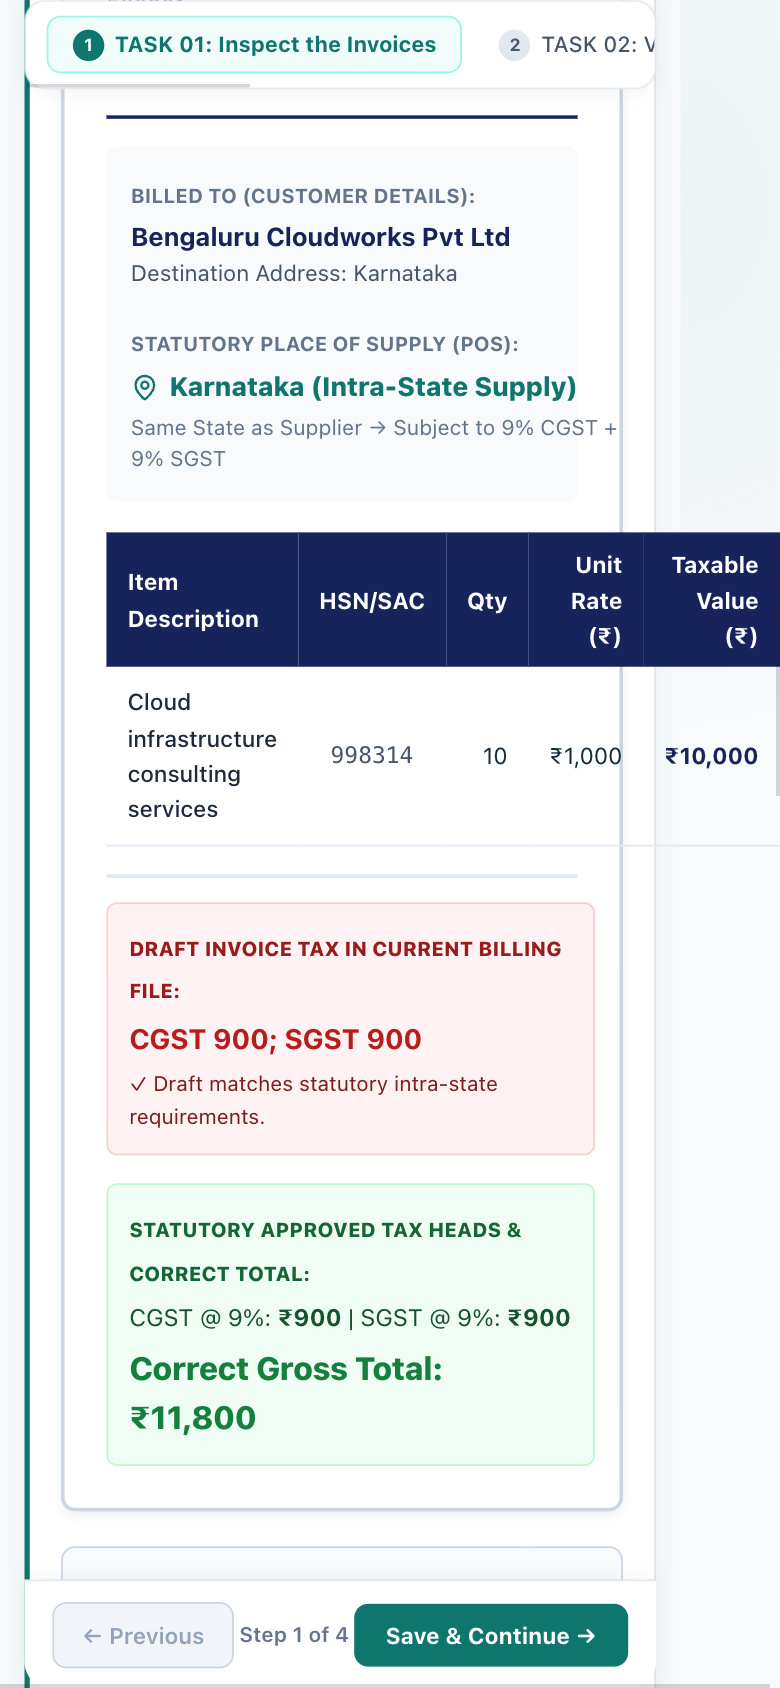 1 TASK 01: Inspect the Invoices
2 TASK 02: V
BILLED TO (CUSTOMER DETAILS):
Bengaluru Cloudworks Pvt Ltd
Destination Address: Karnataka
STATUTORY PLACE OF SUPPLY (POS):
Karnataka (Intra-State Supply)
Same State as Supplier → Subject to 9% CGST +
9% SGST
Item
Description
HSN/SAC
Qty
Unit
Rate
(₹)
Taxable
Value
(₹)
Cloud
infrastructure
consulting
services
998314
10
₹1,000
₹10,000
DRAFT INVOICE TAX IN CURRENT BILLING
FILE:
CGST 900; SGST 900
✓ Draft matches statutory intra-state
requirements.
STATUTORY APPROVED TAX HEADS &
CORRECT TOTAL:
CGST @ 9%: ₹900 | SGST @ 9%: ₹900
Correct Gross Total:
₹11,800
← Previous
Step 1 of 4
Save & Continue →